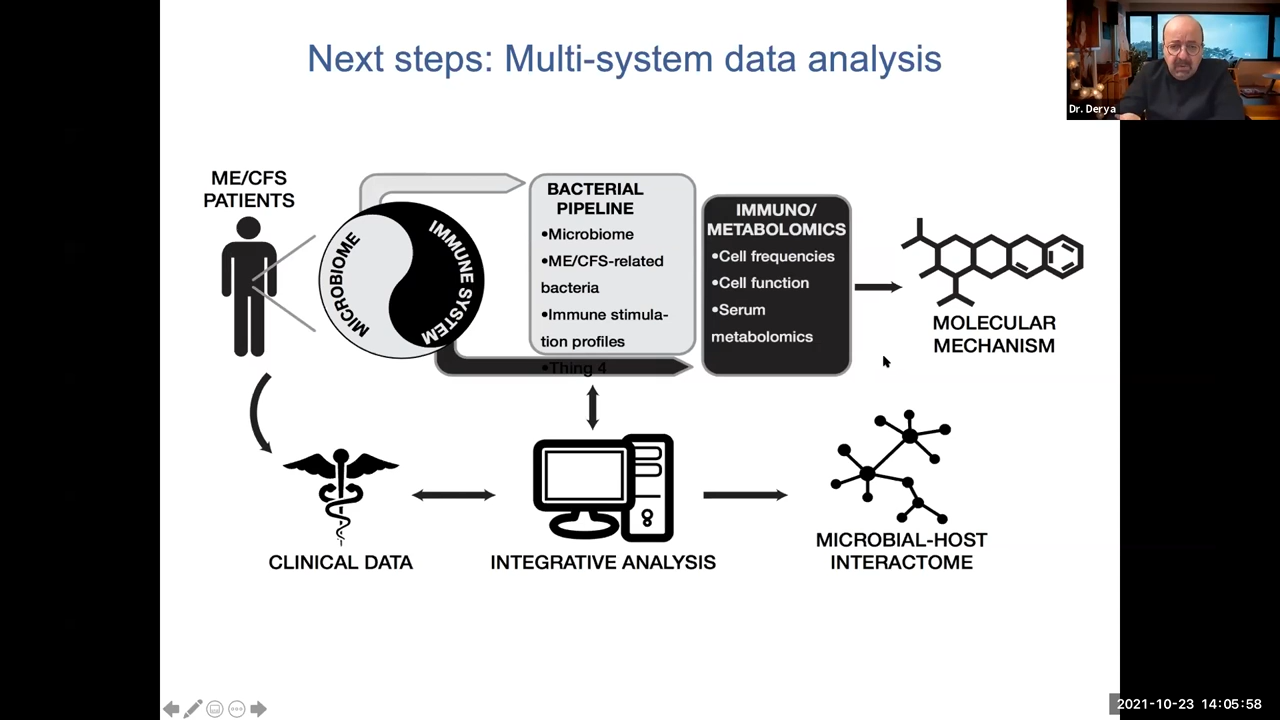 Next steps: Multi-system data analysis
Dr. Derya
ME/CFS
PATIENTS
MICROBIOME
IMMUNE SYSTEM
BACTERIAL
PIPELINE
•Microbiome
•ME/CFS-related
bacteria
•Immune stimula-
tion profiles
•Thing 4
IMMUNO/
METABOLOMICS
•Cell frequencies
•Cell function
•Serum
metabolomics
MOLECULAR
MECHANISM
CLINICAL DATA
INTEGRATIVE ANALYSIS
MICROBIAL-HOST
INTERACTOME
2021-10-23 14:05:58